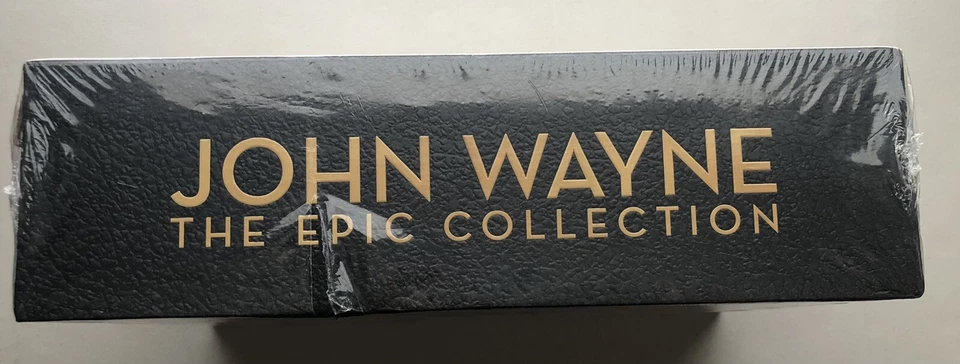 JOHN WAYNE
THE EPIC COLLECTION